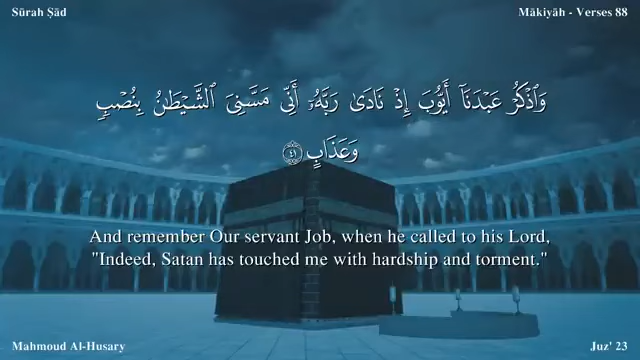 Sūrah Ṣād
Mākiyāh - Verses 88
وَٱذْكُرْ عَبْدَنَآ أَيُّوبَ إِذْ نَادَىٰ رَبَّهُۥٓ أَنِّى مَسَّنِىَ ٱلشَّيْطَـٰنُ بِنُصْبٍ
وَعَذَابٍ ٤١
And remember Our servant Job, when he called to his Lord,
"Indeed, Satan has touched me with hardship and torment."
Mahmoud Al-Husary
Juz' 23